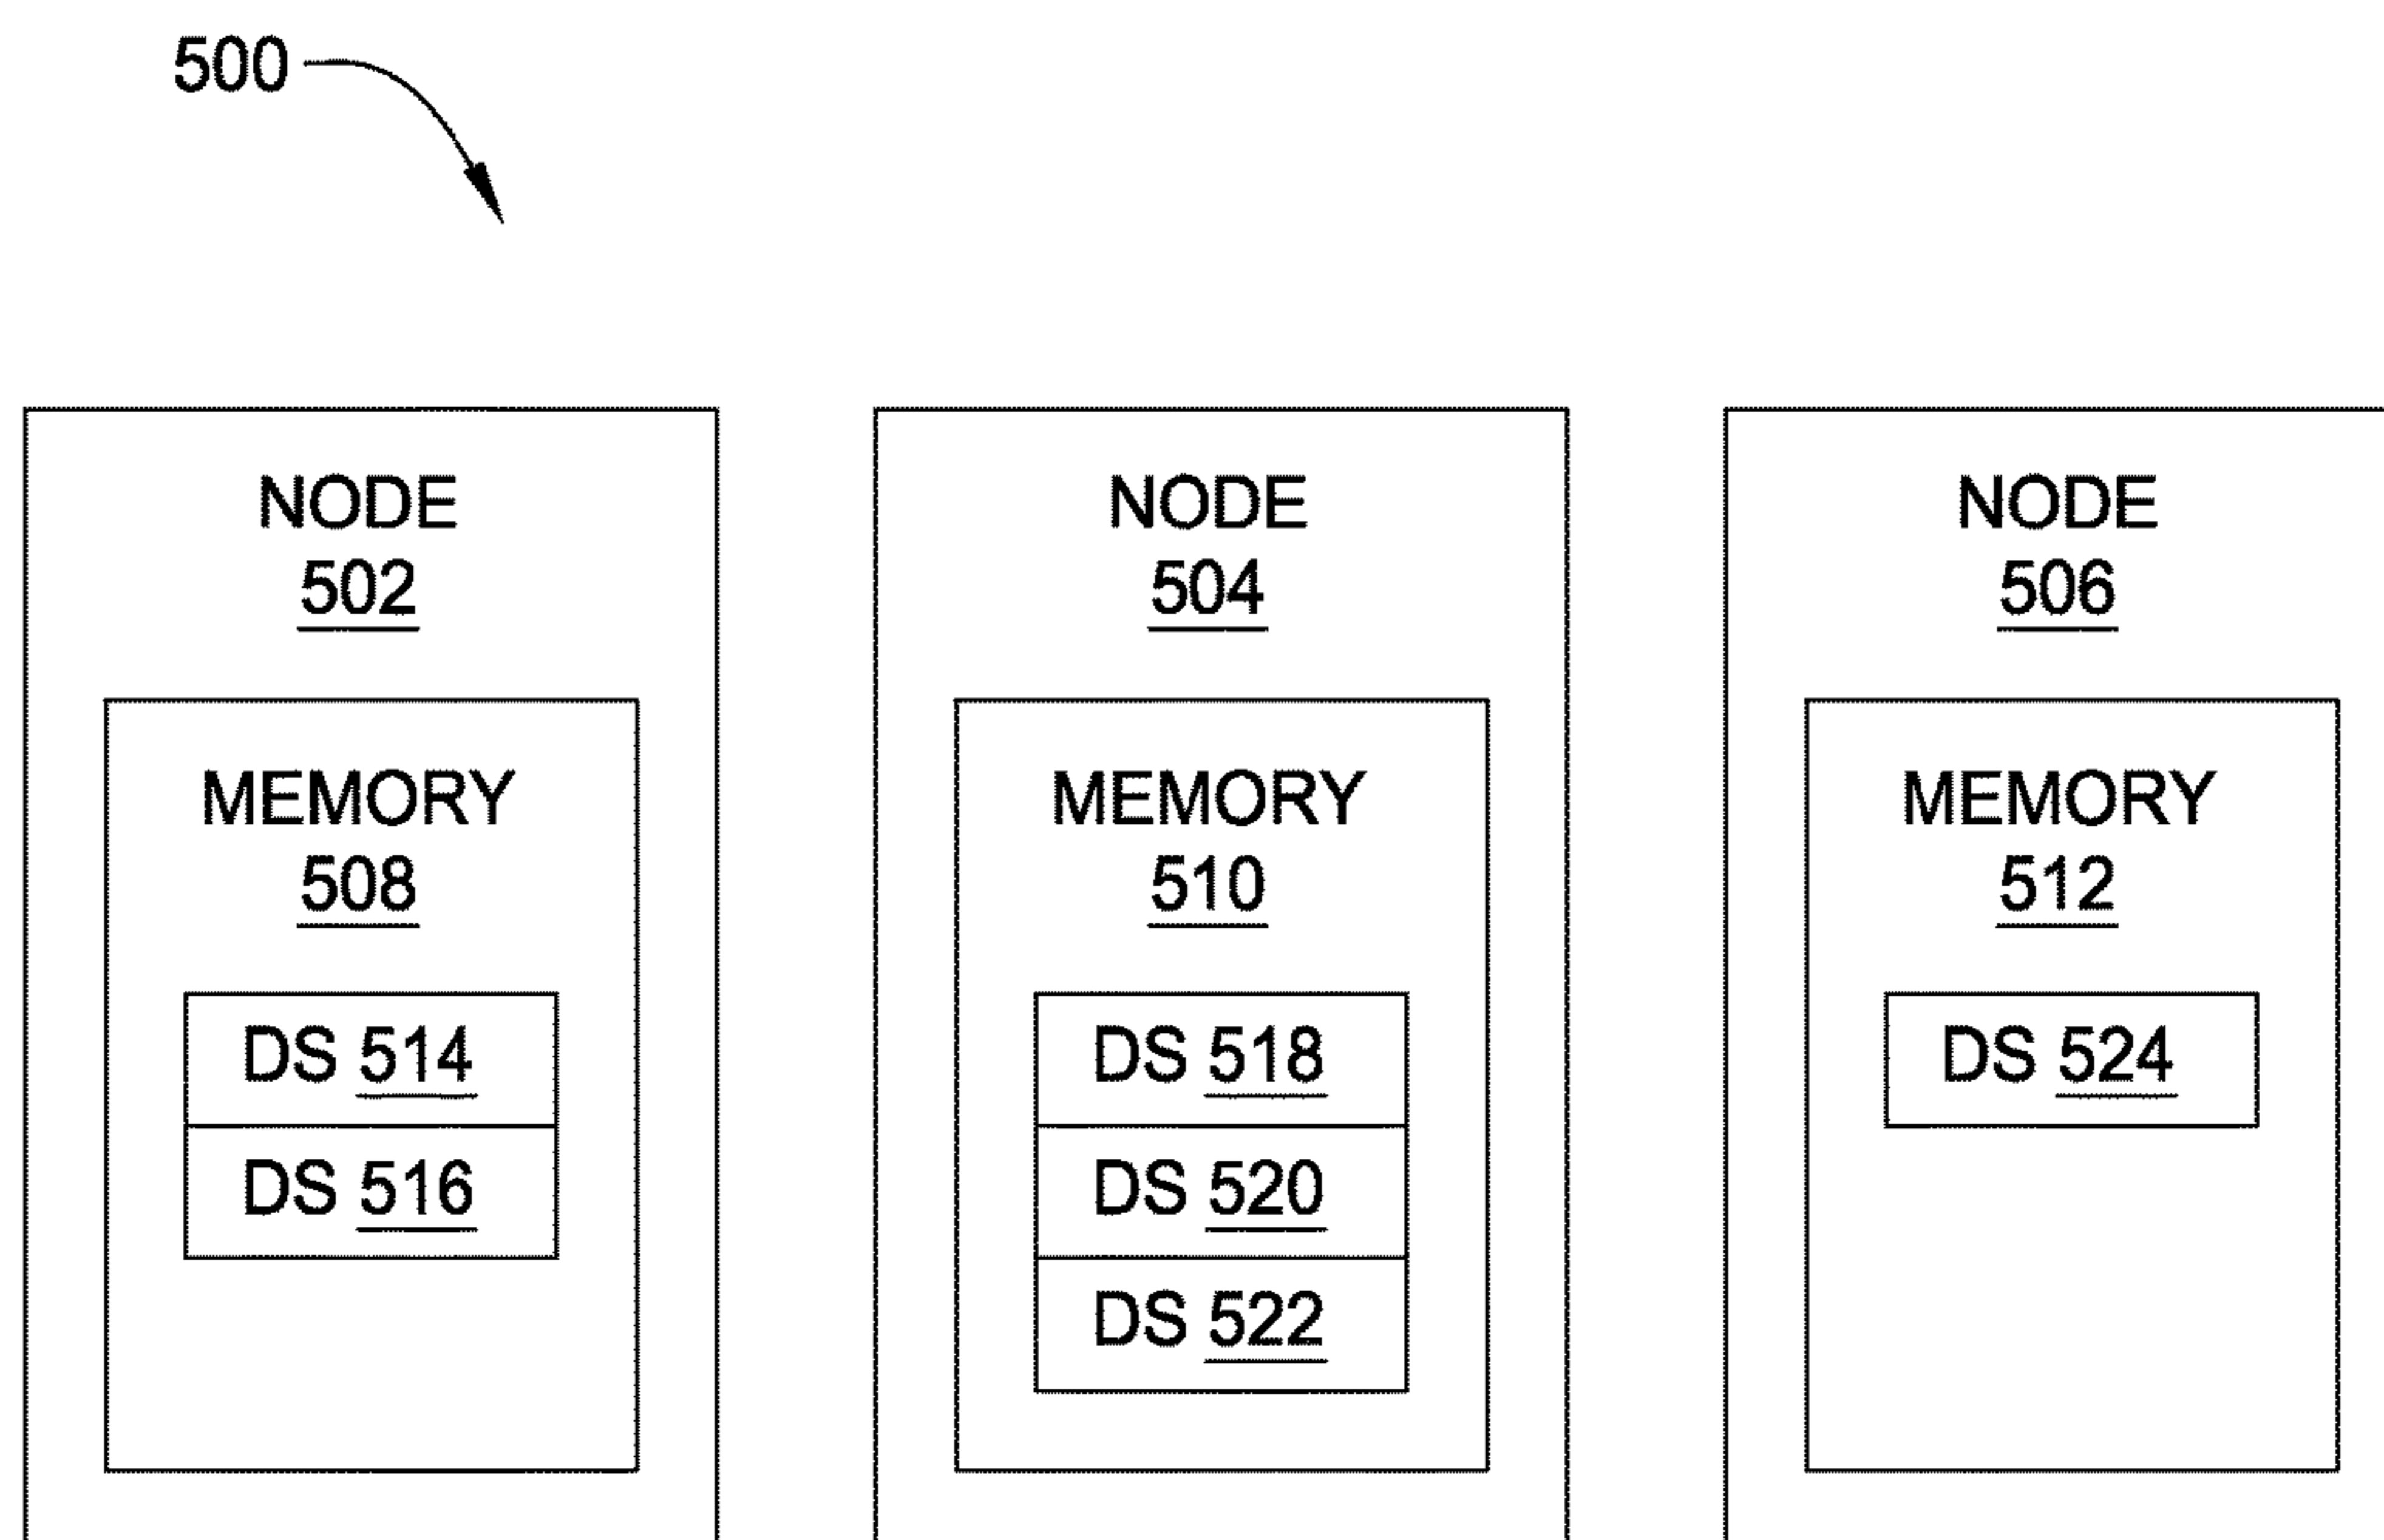 500
NODE
502
NODE
504
NODE
506
MEMORY
508
MEMORY
510
MEMORY
512
DS 514
DS 516
DS 518
DS 520
DS 522
DS 524